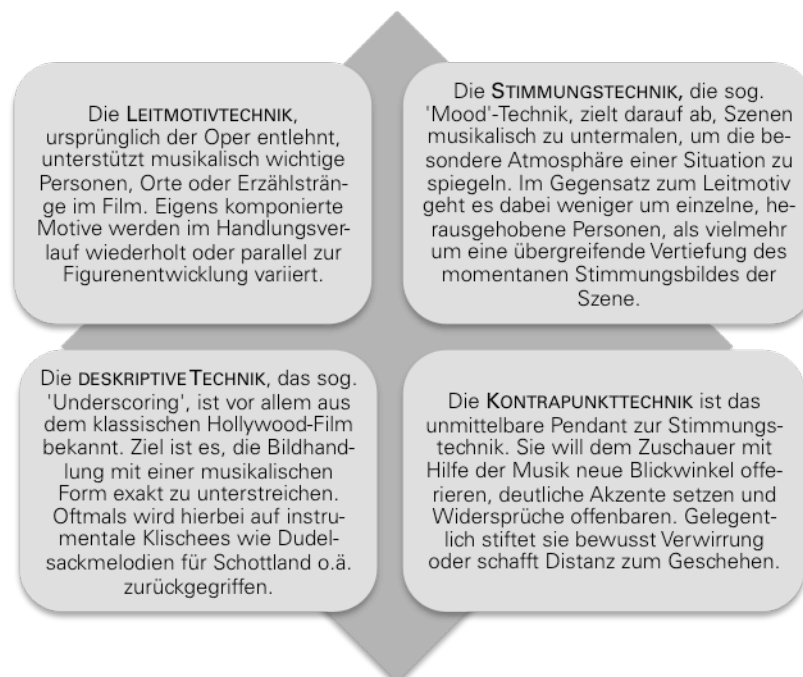 Die LEITMOTIVTECHNIK,
ursprünglich der Oper entlehnt,
unterstützt musikalisch wichtige
Personen, Orte oder Erzählsträn-
ge im Film. Eigens komponierte
Motive werden im Handlungsver-
lauf wiederholt oder parallel zur
Figurenentwicklung variiert.
Die STIMMUNGSTECHNIK, die sog.
'Mood'-Technik, zielt darauf ab, Szenen
musikalisch zu untermalen, um die be-
sondere Atmosphäre einer Situation zu
spiegeln. Im Gegensatz zum Leitmotiv
geht es dabei weniger um einzelne, he-
rausgehobene Personen, als vielmehr
um eine übergreifende Vertiefung des
momentanen Stimmungsbildes der
Szene.
Die DESKRIPTIVE TECHNIK, das sog.
'Underscoring', ist vor allem aus
dem klassischen Hollywood-Film
bekannt. Ziel ist es, die Bildhand-
lung mit einer musikalischen
Form exakt zu unterstreichen.
Oftmals wird hierbei auf instru-
mentale Klischees wie Dudel-
sackmelodien für Schottland o.ä.
zurückgegriffen.
Die KONTRAPUNKTTECHNIK ist das
unmittelbare Pendant zur Stimmungs-
technik. Sie will dem Zuschauer mit
Hilfe der Musik neue Blickwinkel offe-
rieren, deutliche Akzente setzen und
Widersprüche offenbaren. Gelegent-
lich stiftet sie bewusst Verwirrung
oder schafft Distanz zum Geschehen.